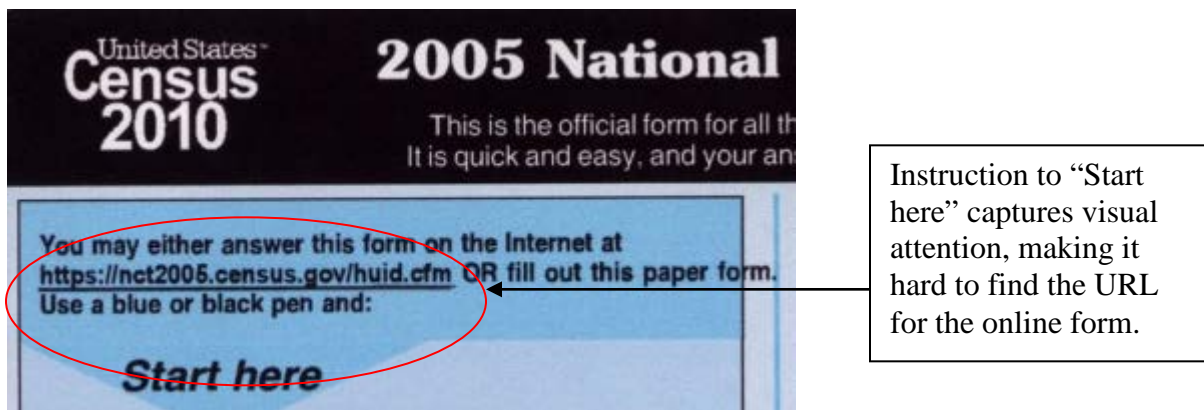 United States™
Census
2010
2005 National
This is the official form for all th
It is quick and easy, and your an
You may either answer this form on the Internet at
https://nct2005.census.gov/huid.cfm OR fill out this paper form.
Use a blue or black pen and:
Start here
Instruction to “Start
here” captures visual
attention, making it
hard to find the URL
for the online form.